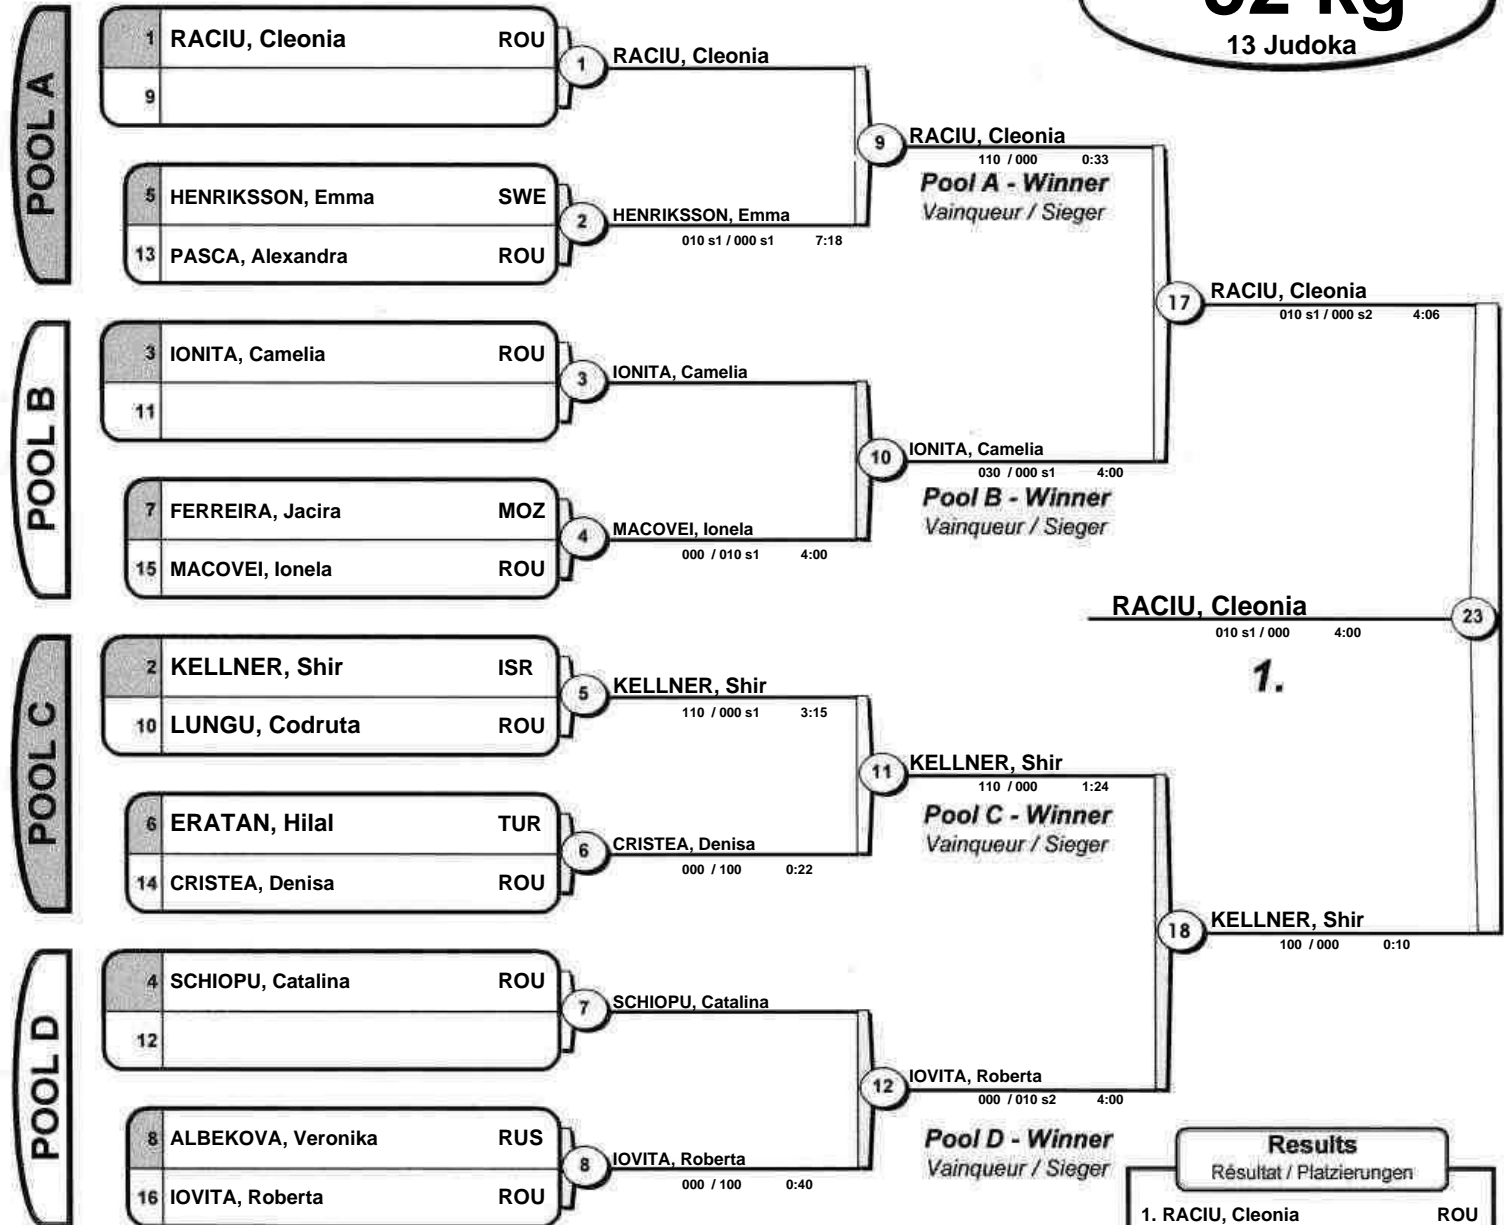 13 Judoka
POOL A
1 RACIU, Cleonia ROU
9
1 RACIU, Cleonia
5 HENRIKSSON, Emma SWE
13 PASCA, Alexandra ROU
2 HENRIKSSON, Emma
010 s1 / 000 s1 7:18
9 RACIU, Cleonia
110 / 000 0:33
Pool A - Winner
Vainqueur / Sieger
POOL B
3 IONITA, Camelia ROU
11
3 IONITA, Camelia
7 FERREIRA, Jacira MOZ
15 MACOVEI, Ionela ROU
4 MACOVEI, Ionela
000 / 010 s1 4:00
10 IONITA, Camelia
030 / 000 s1 4:00
Pool B - Winner
Vainqueur / Sieger
17 RACIU, Cleonia
010 s1 / 000 s2 4:06
RACIU, Cleonia 23
010 s1 / 000 4:00
1.
POOL C
2 KELLNER, Shir ISR
10 LUNGU, Codruta ROU
5 KELLNER, Shir
110 / 000 s1 3:15
6 ERATAN, Hilal TUR
14 CRISTEA, Denisa ROU
6 CRISTEA, Denisa
000 / 100 0:22
11 KELLNER, Shir
110 / 000 1:24
Pool C - Winner
Vainqueur / Sieger
POOL D
4 SCHIOPU, Catalina ROU
12
7 SCHIOPU, Catalina
8 ALBEKOVA, Veronika RUS
16 IOVITA, Roberta ROU
8 IOVITA, Roberta
000 / 100 0:40
12 IOVITA, Roberta
000 / 010 s2 4:00
Pool D - Winner
Vainqueur / Sieger
18 KELLNER, Shir
100 / 000 0:10
Results
Résultat / Platzierungen
1. RACIU, Cleonia ROU